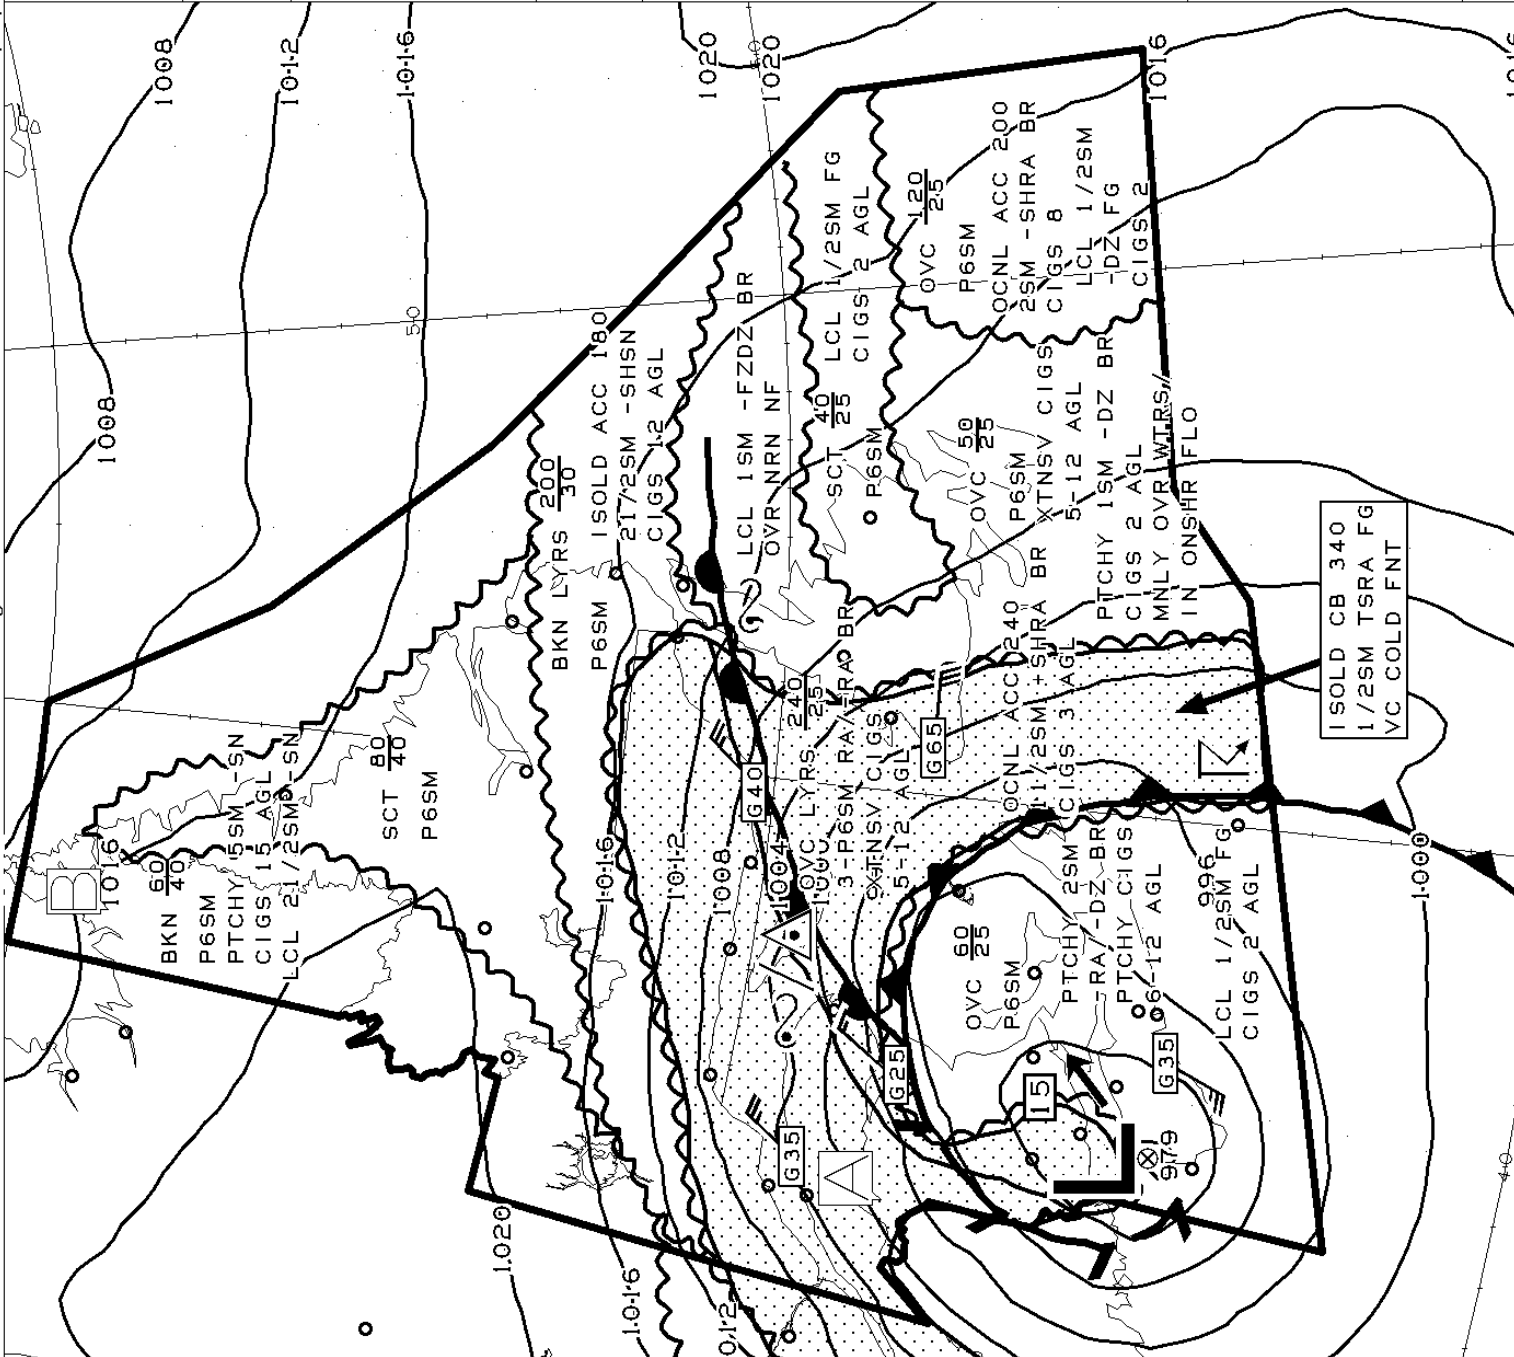 1008
1012
1016
1020
1020
1016
1016
50
40
1008
B
1016
BKN 60/40
P6SM
PTCHY 5SM -SN
CIGS 15 AGL
LCL 2 1/2SM -SN
SCT 80/40
P6SM
BKN LYRS 200/30
P6SM
ISOLD ACC 180
2 1/2SM -SHSN
CIGS 12 AGL
LCL 1SM -FZDZ BR
OVR NRN NF
SCT 40/25
P6SM
LCL 1/2SM FG
CIGS 2 AGL
OVC 120/25
P6SM
OCNL ACC 200
2SM -SHRA BR
CIGS 8
LCL 1/2SM
-DZ FG
CIGS 2
OVC 50/25
P6SM
XTNSV CIGS
5-12 AGL
PTCHY 1SM -DZ BR
CIGS 2 AGL
MNLY OVR WTRS/
IN ONSHR FLO
OVC LYRS 240/25
3-P6SM RA/-RA BR
XTNSV CIGS
5-12 AGL
OCNL ACC 240
1 1/2SM +SHRA BR
CIGS 3 AGL
ISOLD CB 340
1/2SM TSRA FG
VC COLD FNT
OVC 60/25
P6SM
PTCHY 2SM
-RA/-DZ BR
PTCHY CIGS
6-12 AGL
LCL 1/2SM FG
CIGS 2 AGL
1016
1012
1008
1004
1000
996
1000
G40
G65
G35
G25
G35
15
A
L
979
1020
1016
1012
40